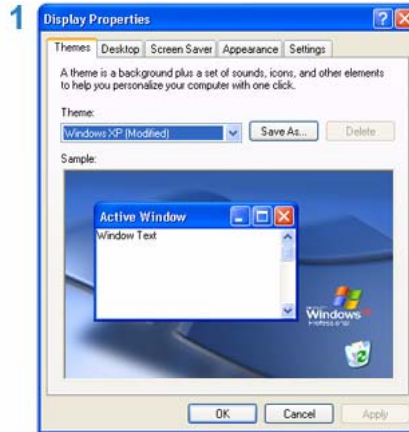 1
Display Properties
Themes Desktop Screen Saver Appearance Settings
A theme is a background plus a set of sounds, icons, and other elements
to help you personalize your computer with one click.
Theme:
Windows XP (Modified) Save As... Delete
Sample:
Active Window
Window Text
Windows
Professional
OK Cancel Apply